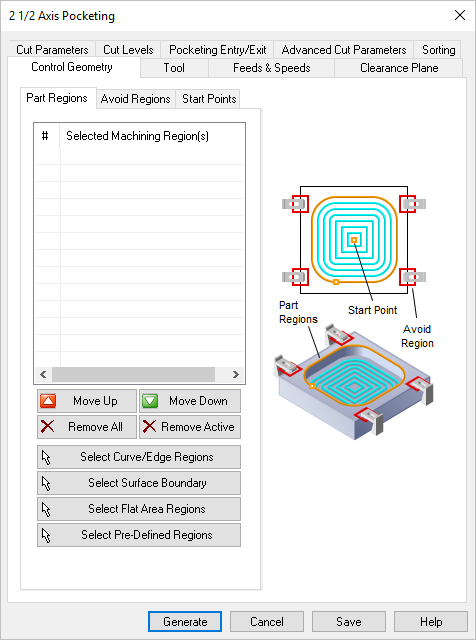 2 1/2 Axis Pocketing
Cut Parameters Cut Levels Pocketing Entry/Exit Advanced Cut Parameters Sorting
Control Geometry Tool Feeds & Speeds Clearance Plane
Part Regions Avoid Regions Start Points
# Selected Machining Region(s)
Start Point
Part
Regions
Avoid
Region
Move Up Move Down
Remove All Remove Active
Select Curve/Edge Regions
Select Surface Boundary
Select Flat Area Regions
Select Pre-Defined Regions
Generate Cancel Save Help